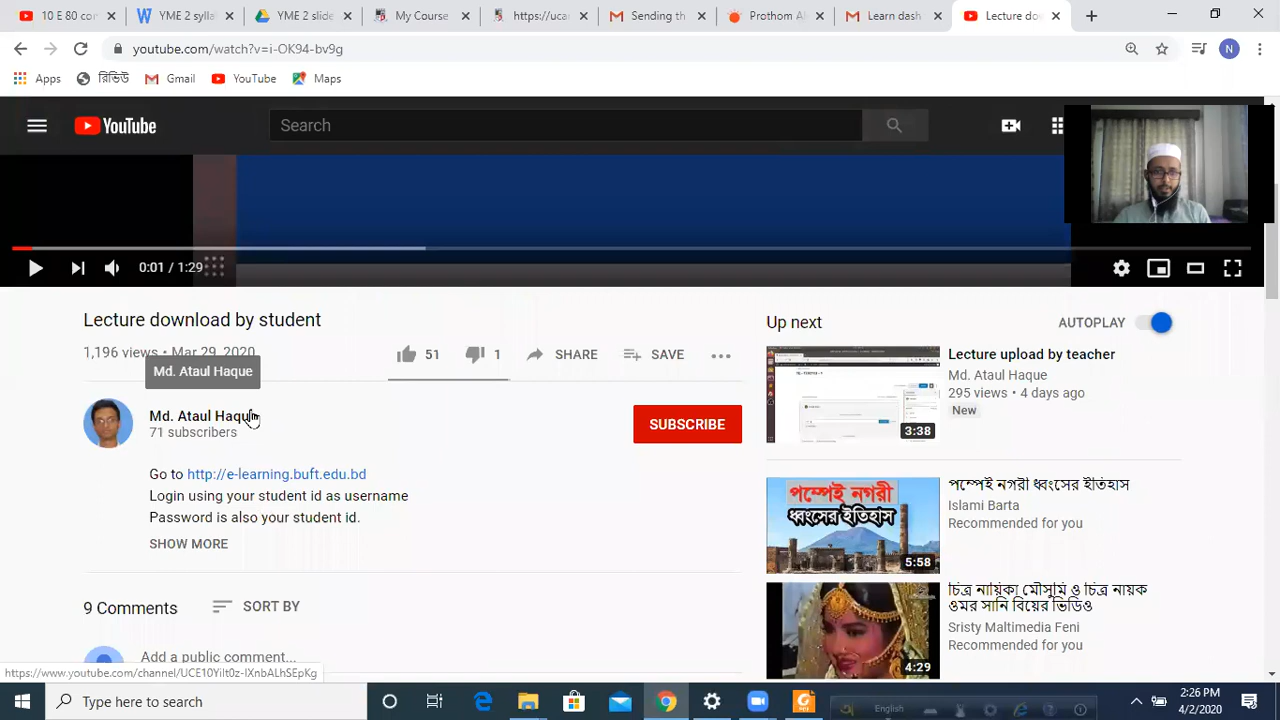 10 E 80 con
YME 2 sylla
YME 2 slide
My Course
https://ucar
Sending th
Prothom Al
Learn dash
Lecture dow
youtube.com/watch?v=i-OK94-bv9g
Apps
Gmail
YouTube
Maps
YouTube
Search
0:01 / 1:29
Lecture download by student
1,196 views • Mar 29, 2020
51
1
SHARE
SAVE
Md. Ataul Haque
Md. Ataul Haque
71 subscribers
SUBSCRIBE
Go to http://e-learning.buft.edu.bd
Login using your student id as username
Password is also your student id.
SHOW MORE
9 Comments
SORT BY
Add a public comment...
Up next
AUTOPLAY
Lecture upload by teacher
Md. Ataul Haque
295 views • 4 days ago
New
3:38
পম্পেই নগরী
ধ্বংসের ইতিহাস
5:58
পম্পেই নগরী ধ্বংসের ইতিহাস
Islami Barta
Recommended for you
চিত্র নায়িকা মৌসুমি ও চিত্র নায়ক
ওমর সানি বিয়ের ভিডিও
Sristy Maltimedia Feni
Recommended for you
4:29
https://www.youtube.com/channel/UCE10Yilt0z-IXnbALhSEpKg
Type here to search
English
2:26 PM
4/2/2020
N